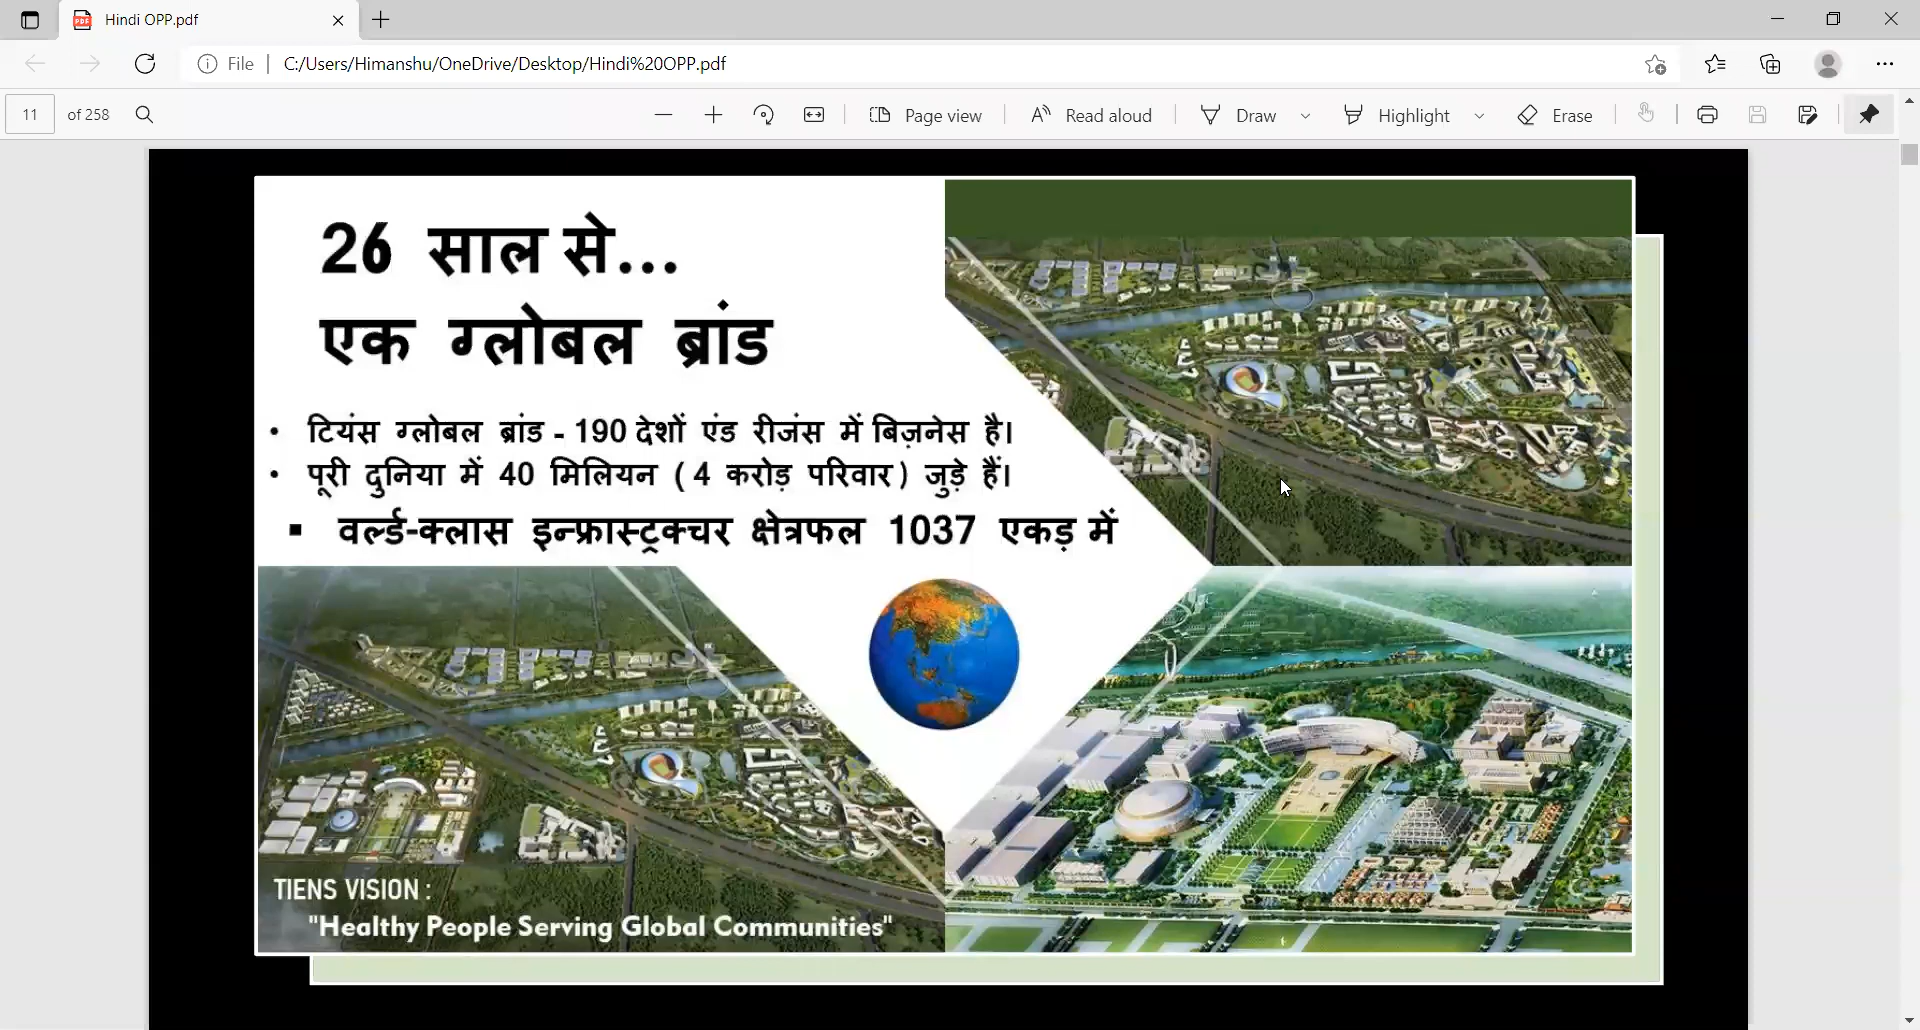 Hindi OPP.pdf
File
C:/Users/Himanshu/OneDrive/Desktop/Hindi%20OPP.pdf
11 of 258
Page view
Read aloud
Draw
Highlight
Erase
26 साल से...
एक ग्लोबल ब्रांड
• टियंस ग्लोबल ब्रांड - 190 देशों एंड रीजंस में बिज़नेस है।
• पूरी दुनिया में 40 मिलियन (4 करोड़ परिवार) जुड़े हैं।
▪ वर्ल्ड-क्लास इन्फ्रास्ट्रक्चर क्षेत्रफल 1037 एकड़ में
TIENS VISION :
"Healthy People Serving Global Communities"